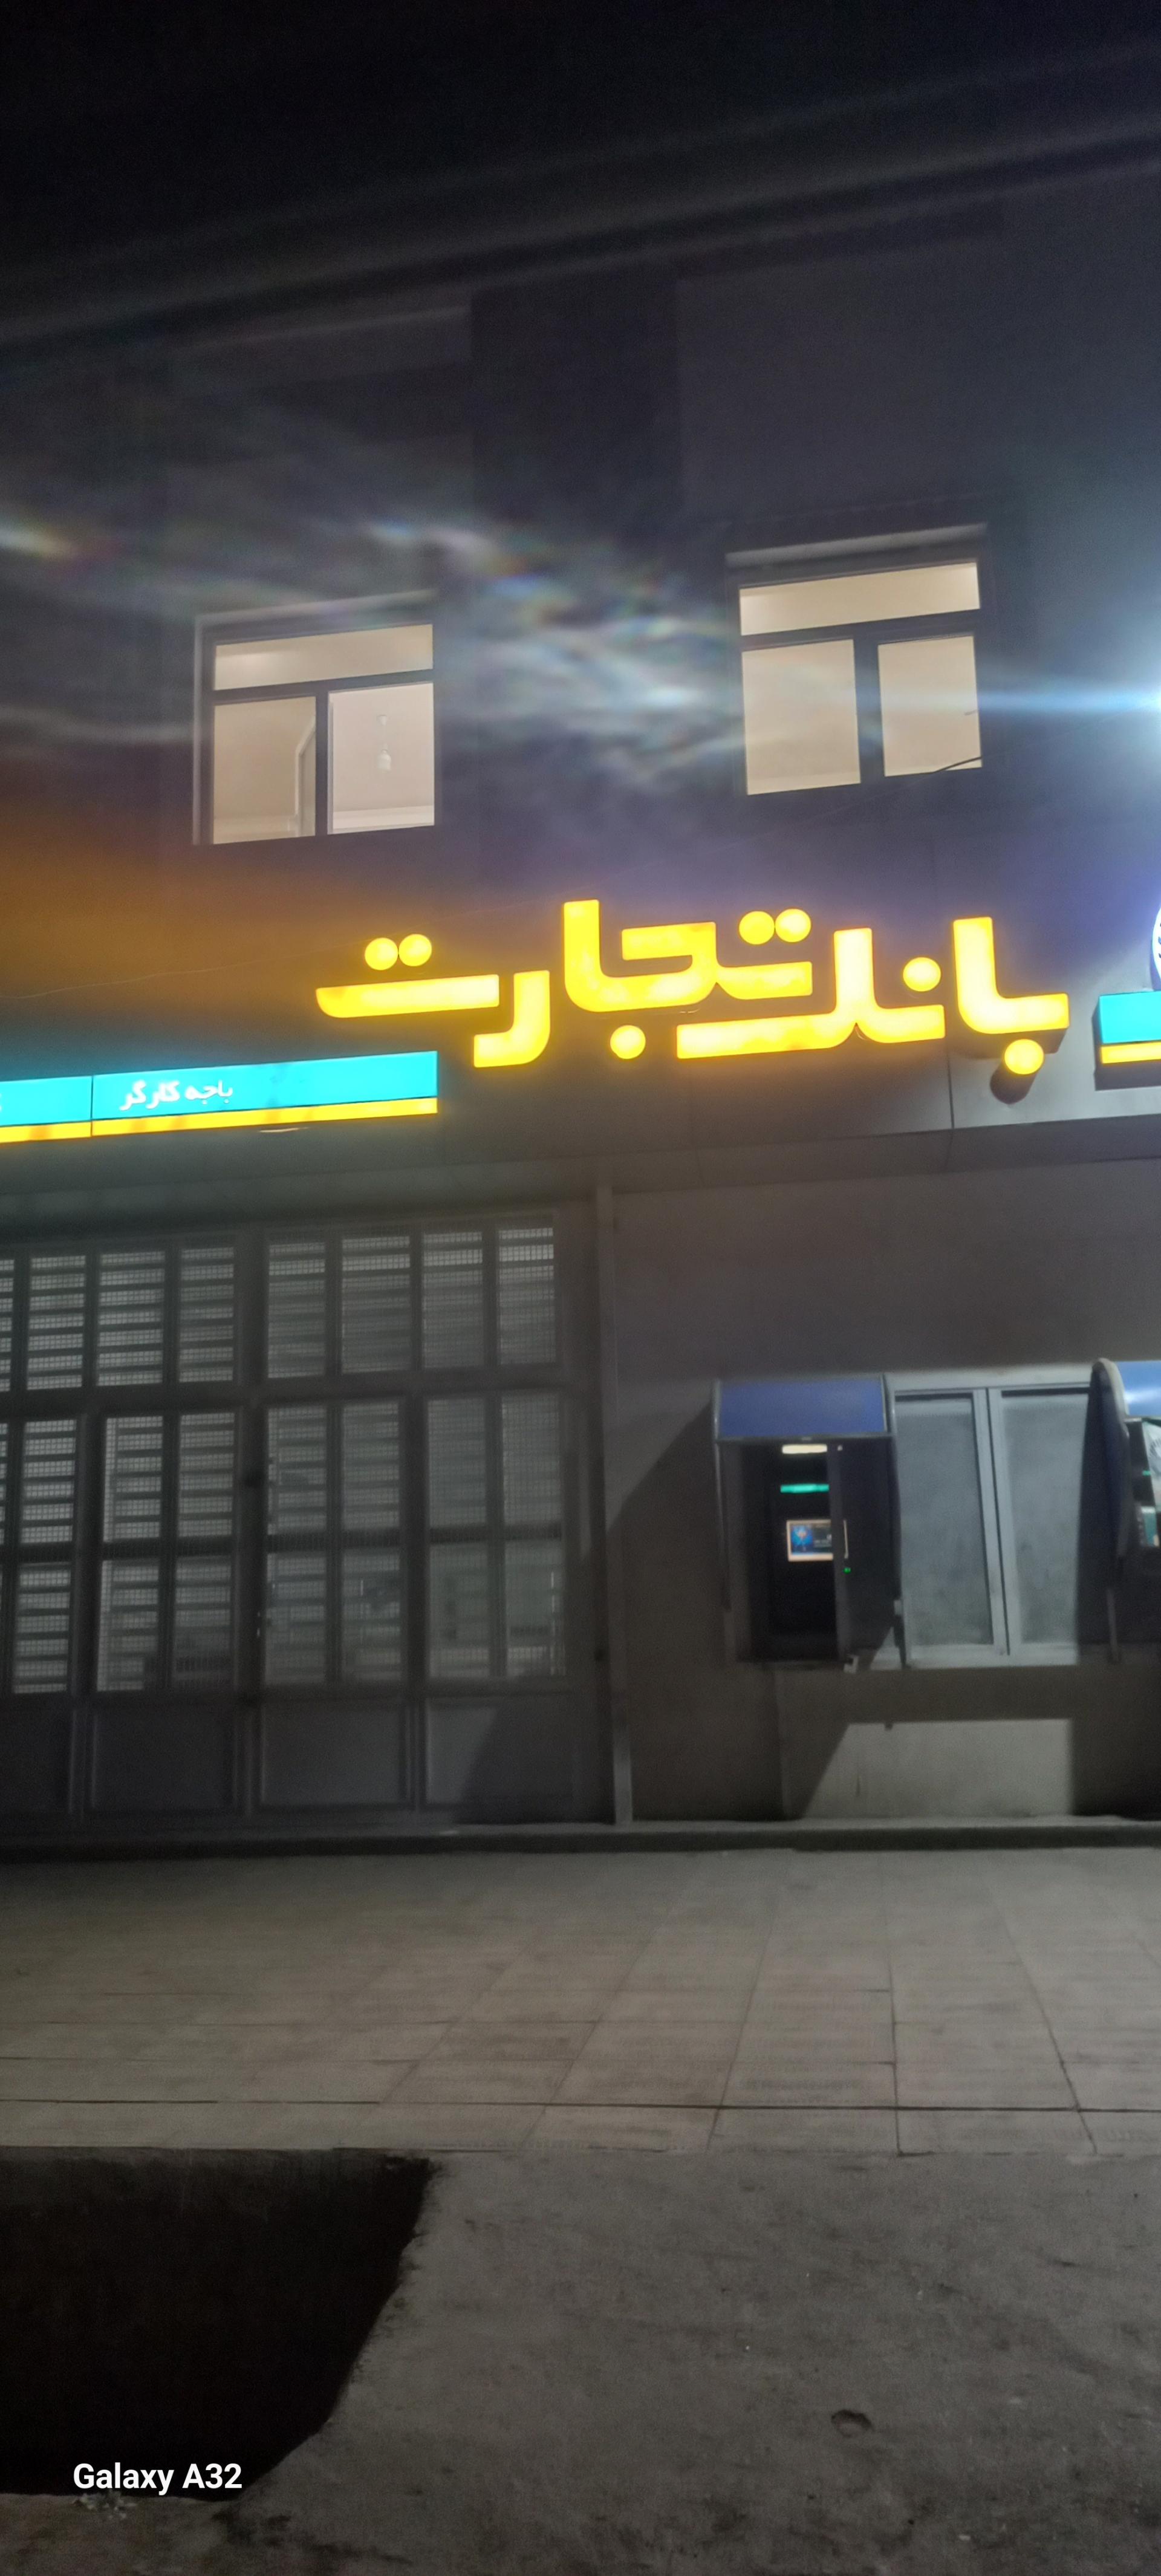 بانک تجارت
باجه کارگر
Galaxy A32